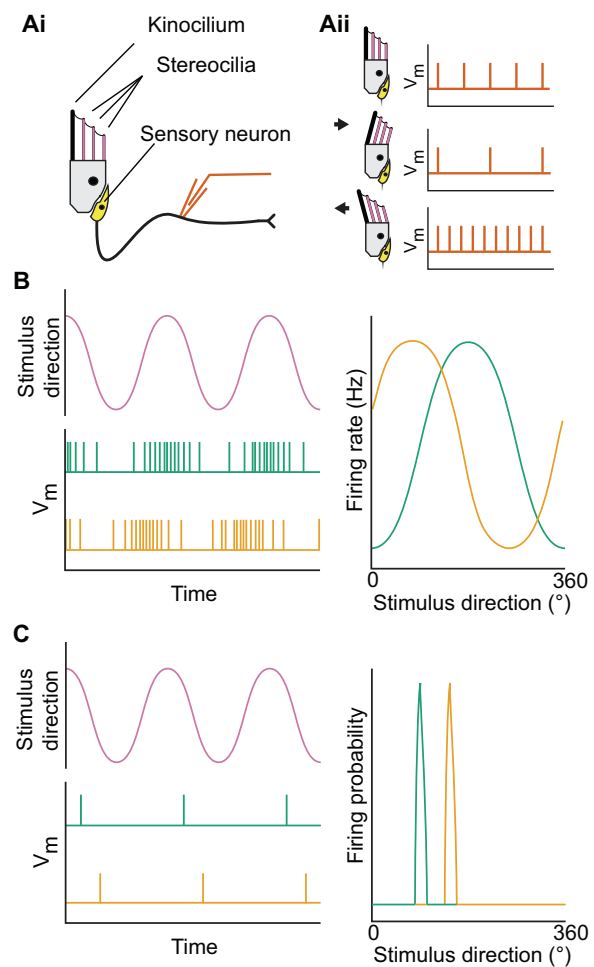 Ai
Kinocilium
Stereocilia
Sensory neuron
Aii
Vm
Vm
Vm
B
Stimulus
direction
Vm
Time
Firing rate (Hz)
0
360
Stimulus direction (°)
C
Stimulus
direction
Vm
Time
Firing probability
0
360
Stimulus direction (°)